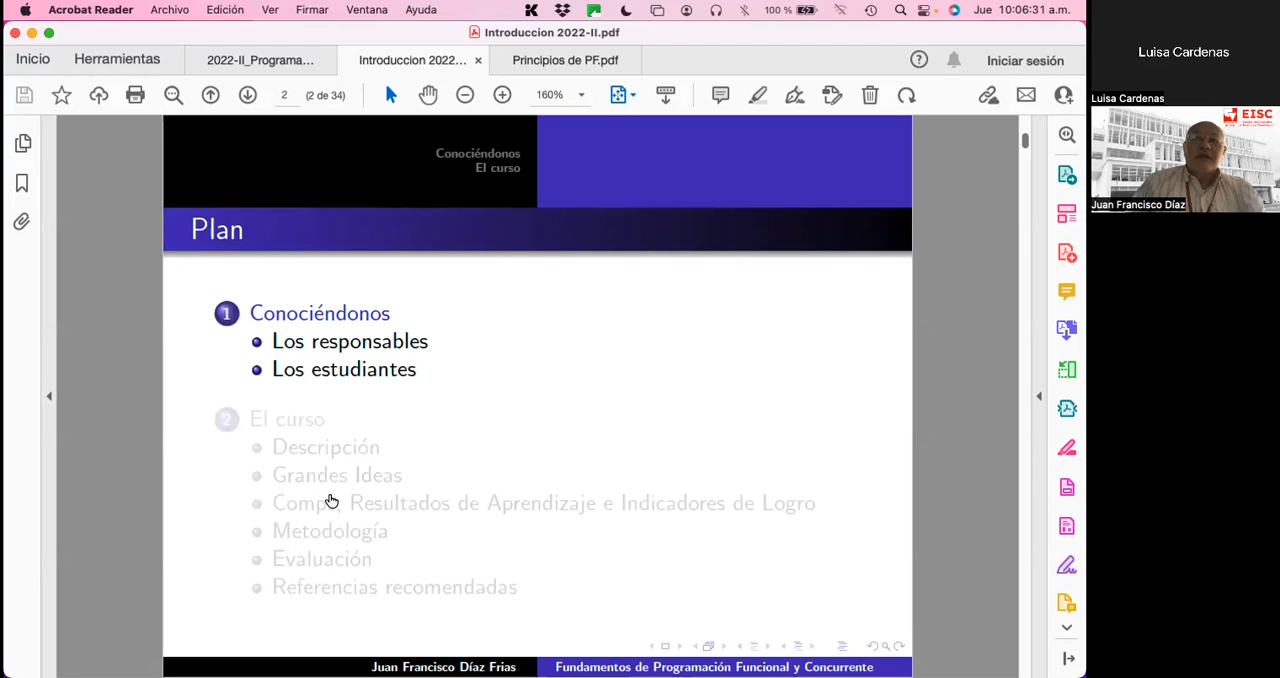 Acrobat Reader Archivo Edición Ver Firmar Ventana Ayuda 100 % Jue 10:06:31 a.m.
Introduccion 2022-II.pdf
Inicio Herramientas 2022-II_Programa... Introduccion 2022... × Principios de PF.pdf Iniciar sesión
2 (2 de 34) 160%
Conociéndonos
El curso
Plan
1 Conociéndonos
Los responsables
Los estudiantes
2 El curso
Descripción
Grandes Ideas
Comp., Resultados de Aprendizaje e Indicadores de Logro
Metodología
Evaluación
Referencias recomendadas
Juan Francisco Díaz Frias Fundamentos de Programación Funcional y Concurrente
Luisa Cardenas
Luisa Cardenas
EISC
Juan Francisco Díaz